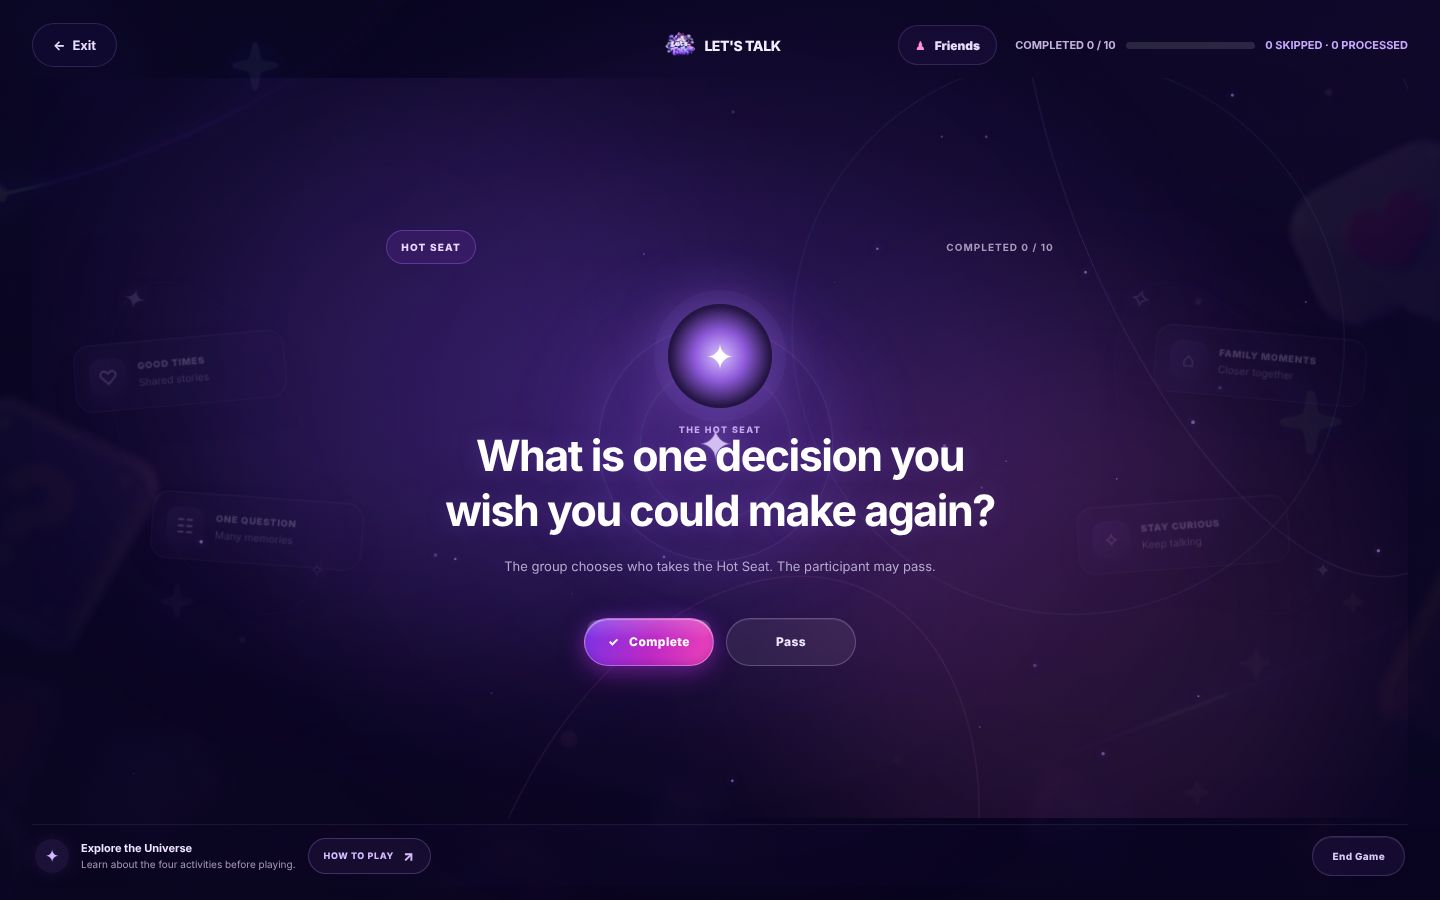 ← Exit
LET'S TALK
Friends
COMPLETED 0 / 10
0 SKIPPED · 0 PROCESSED
HOT SEAT
COMPLETED 0 / 10
GOOD TIMES
Shared stories
FAMILY MOMENTS
Closer together
THE HOT SEAT
What is one decision you
wish you could make again?
ONE QUESTION
Many memories
STAY CURIOUS
Keep talking
The group chooses who takes the Hot Seat. The participant may pass.
✓ Complete
Pass
Explore the Universe
Learn about the four activities before playing.
HOW TO PLAY
End Game